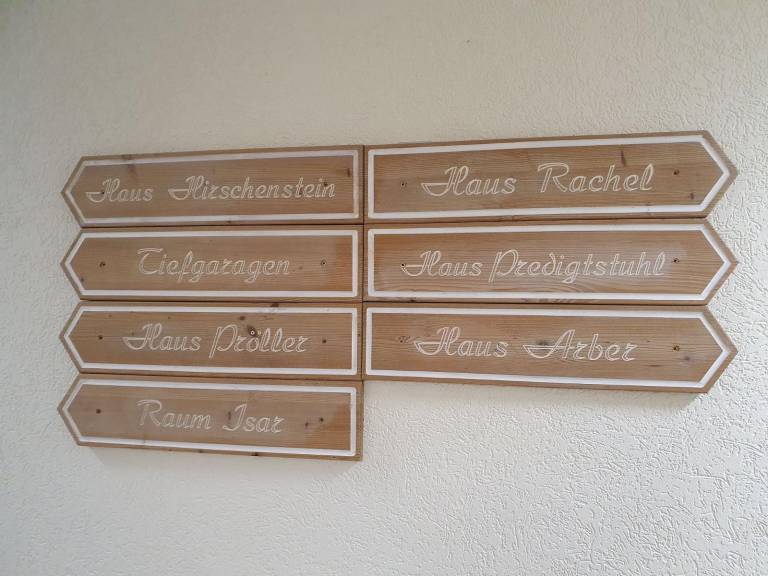 Haus Hirschenstein
Haus Rachel
Tiefgaragen
Haus Predigtstuhl
Haus Pröller
Haus Arber
Raum Isar